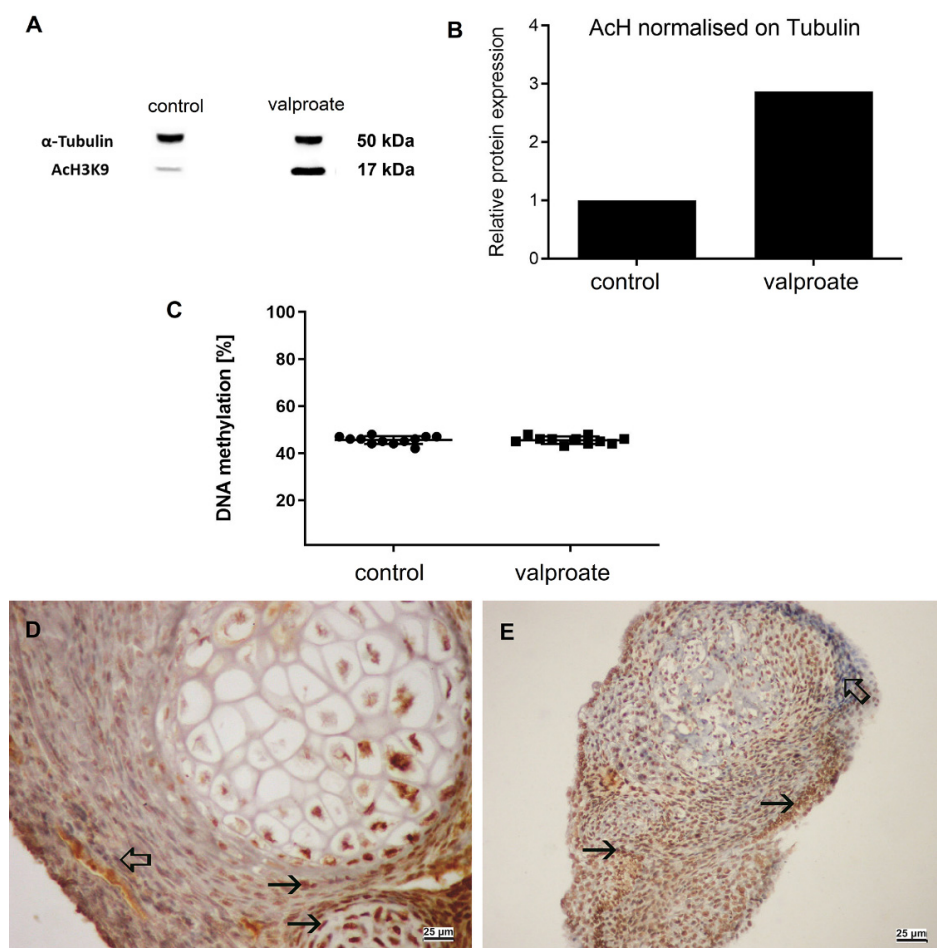 A
control valproate
α-Tubulin 50 kDa
AcH3K9 17 kDa
B
AcH normalised on Tubulin
Relative protein expression
4
3
2
1
0
control valproate
C
DNA methylation [%]
100
80
60
40
20
control valproate
D
25 µm
E
25 µm